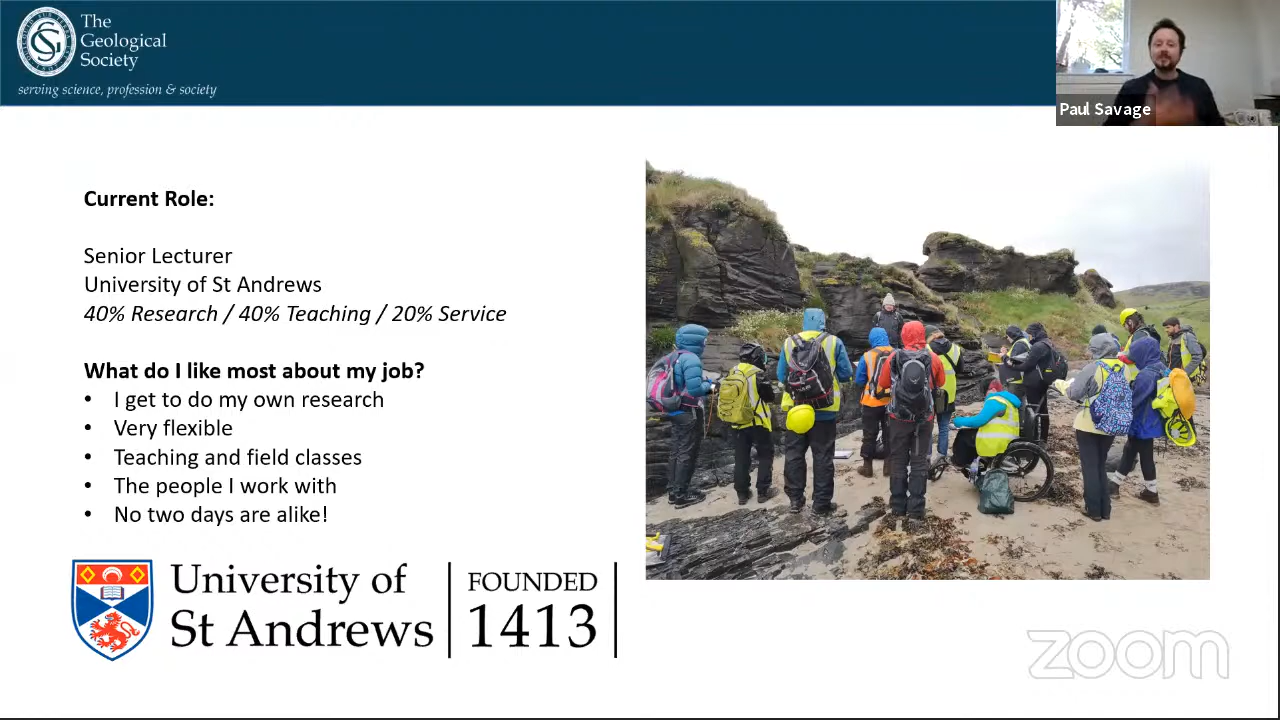 The
Geological
Society
serving science, profession & society
Paul Savage
Current Role:
Senior Lecturer
University of St Andrews
40% Research / 40% Teaching / 20% Service
What do I like most about my job?
• I get to do my own research
• Very flexible
• Teaching and field classes
• The people I work with
• No two days are alike!
University of
St Andrews
FOUNDED
1413
zoom